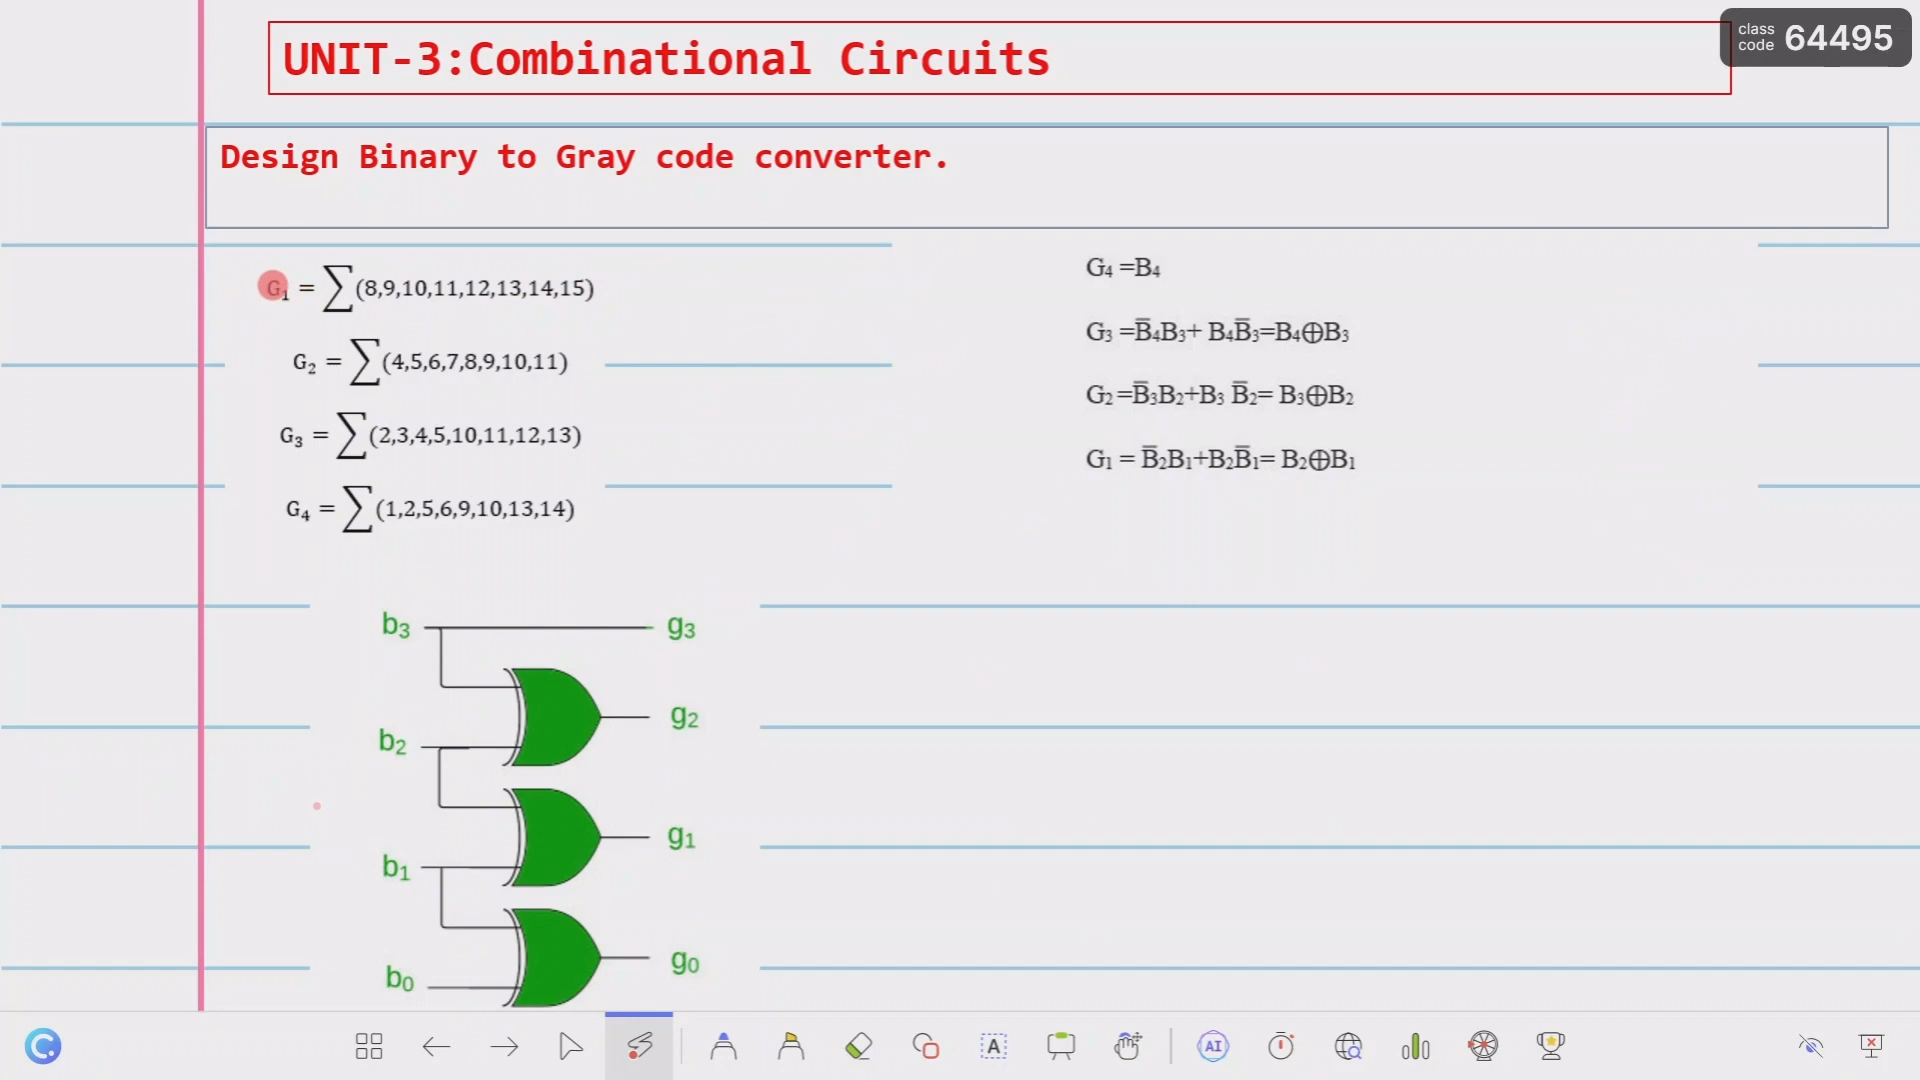 UNIT-3:Combinational Circuits
class code 64495
Design Binary to Gray code converter.
G₁ = ∑(8,9,10,11,12,13,14,15)
G₂ = ∑(4,5,6,7,8,9,10,11)
G₃ = ∑(2,3,4,5,10,11,12,13)
G₄ = ∑(1,2,5,6,9,10,13,14)
G₄ =B₄
G₃ =B̅₄B₃+ B₄B̅₃=B₄⊕B₃
G₂ =B̅₃B₂+B₃ B̅₂= B₃⊕B₂
G₁ = B̅₂B₁+B₂B̅₁= B₂⊕B₁
b₃ g₃
g₂
b₂
g₁
b₁
g₀
b₀
A AI